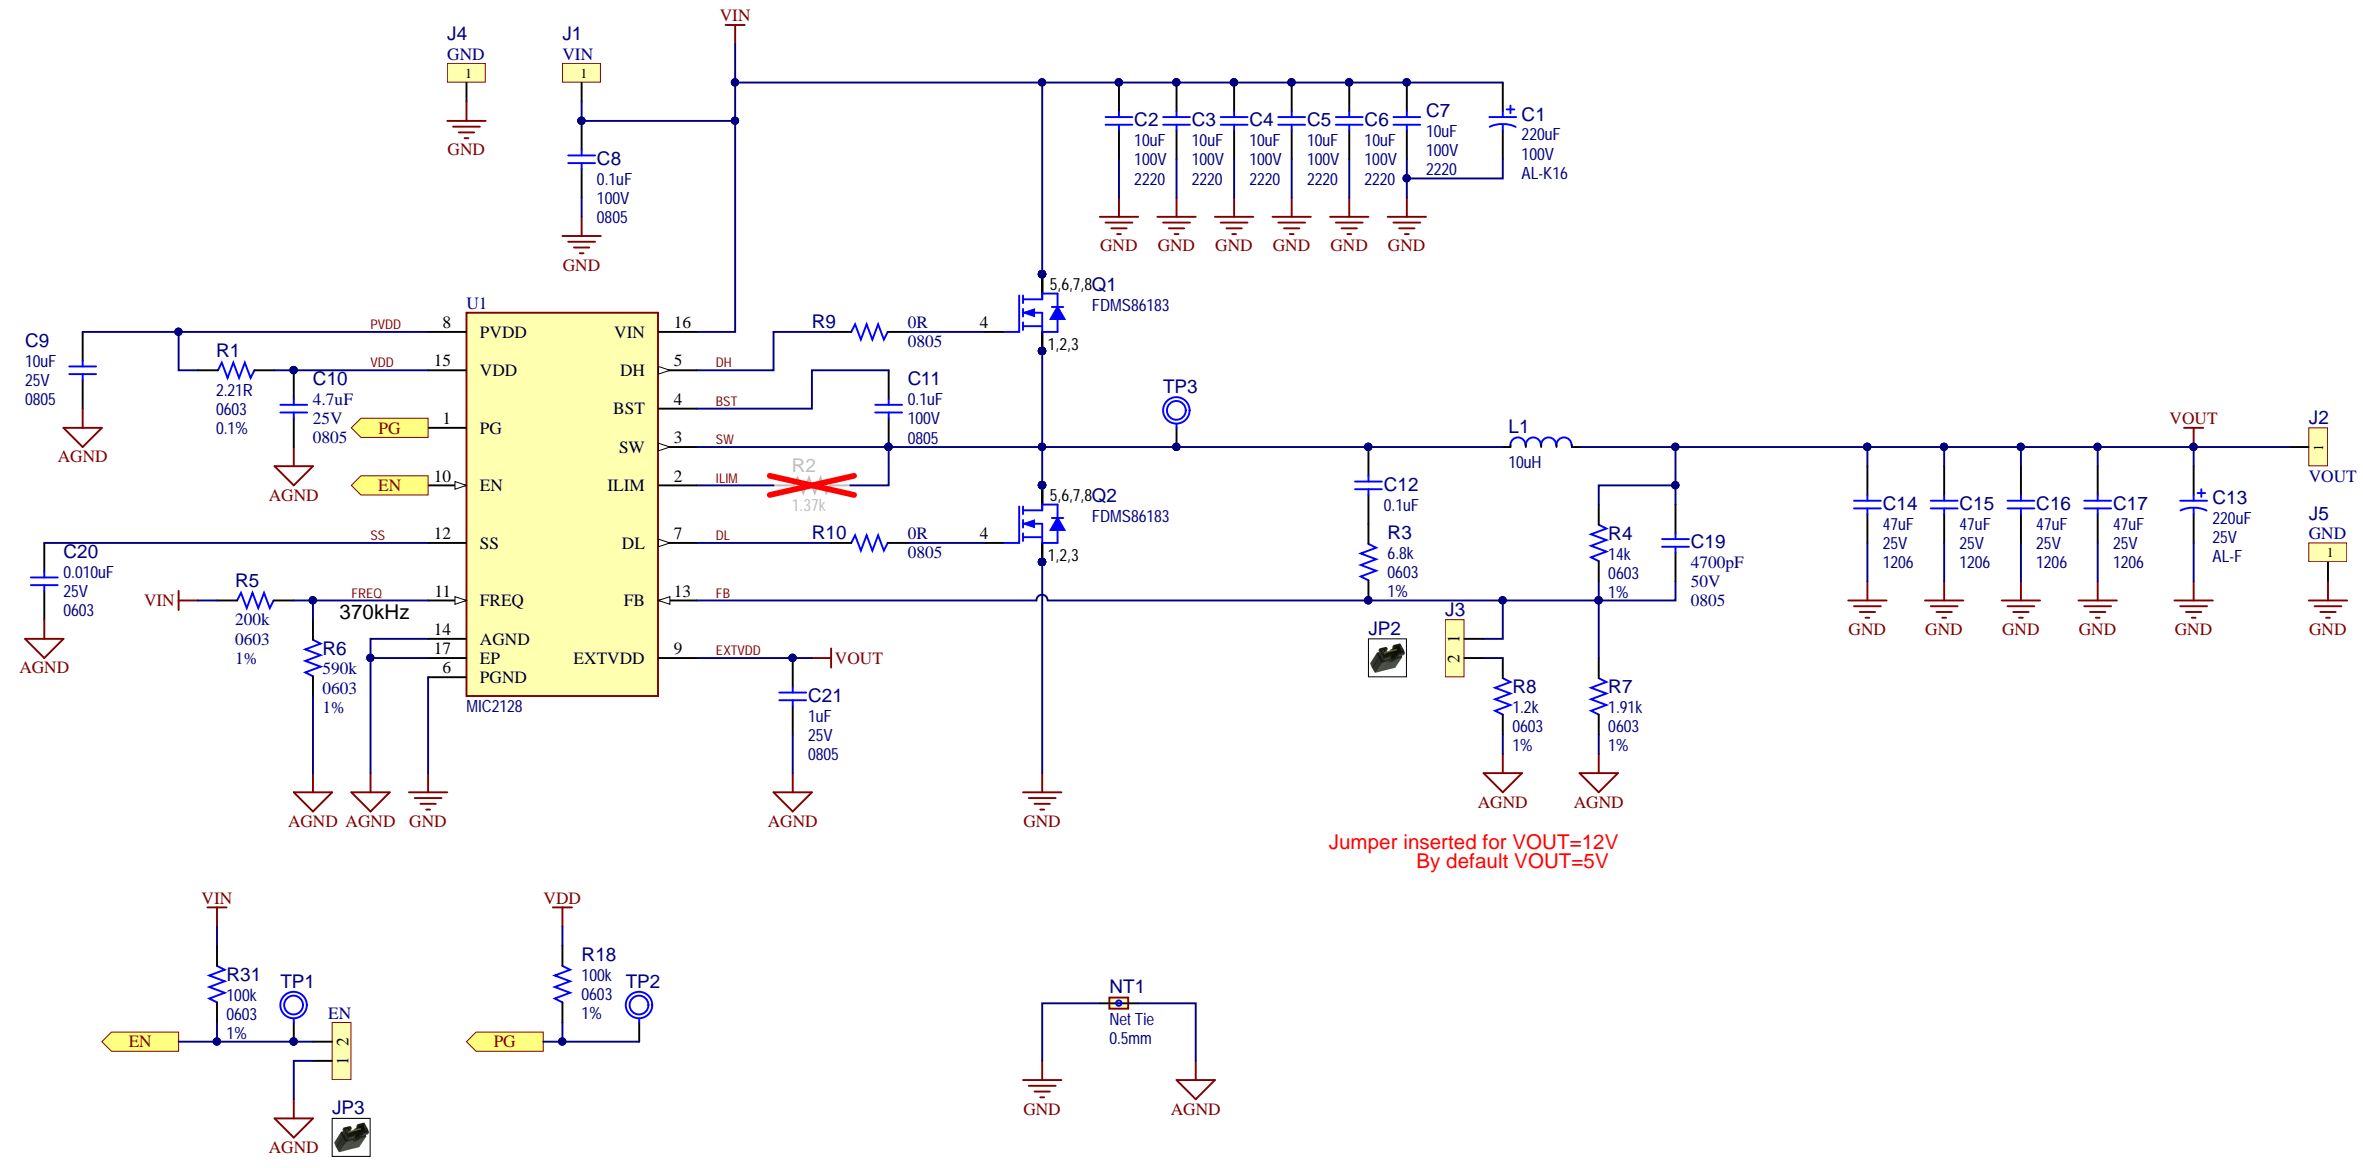 VIN
J4
GND
1
GND
J1
VIN
1
C8
0.1uF
100V
0805
GND
C2
10uF
100V
2220
GND
C3
10uF
100V
2220
GND
C4
10uF
100V
2220
GND
C5
10uF
100V
2220
GND
C6
10uF
100V
2220
GND
C7
10uF
100V
2220
GND
C1
220uF
100V
AL-K16
U1
8
PVDD
15
VDD
1
PG
10
EN
12
SS
11
FREQ
14
AGND
17
EP
6
PGND
VIN
16
DH
5
BST
4
SW
3
ILIM
2
DL
7
FB
13
EXTVDD
9
MIC2128
PVDD
VDD
PG
EN
SS
FREQ
370kHz
C9
10uF
25V
0805
AGND
R1
2.21R
0603
0.1%
C10
4.7uF
25V
0805
AGND
C20
0.010uF
25V
0603
AGND
VIN
R5
200k
0603
1%
R6
590k
0603
1%
AGND
AGND
GND
DH
BST
SW
ILIM
DL
FB
EXTVDD
R9
0R
0805
4
5,6,7,8
Q1
FDMS86183
1,2,3
C11
0.1uF
100V
0805
R2
1.37k
R10
0R
0805
4
5,6,7,8
Q2
FDMS86183
1,2,3
GND
VOUT
C21
1uF
25V
0805
AGND
TP3
L1
10uH
C12
0.1uF
R3
6.8k
0603
1%
R4
14k
0603
1%
C19
4700pF
50V
0805
JP2
J3
1
2
R8
1.2k
0603
1%
AGND
R7
1.91k
0603
1%
AGND
Jumper inserted for VOUT=12V
By default VOUT=5V
C14
47uF
25V
1206
GND
C15
47uF
25V
1206
GND
C16
47uF
25V
1206
GND
C17
47uF
25V
1206
GND
VOUT
C13
220uF
25V
AL-F
GND
J2
1
VOUT
J5
GND
1
GND
VIN
R31
100k
0603
1%
TP1
EN
EN
2
1
AGND
JP3
VDD
R18
100k
0603
1%
TP2
PG
NT1
Net Tie
0.5mm
GND
AGND